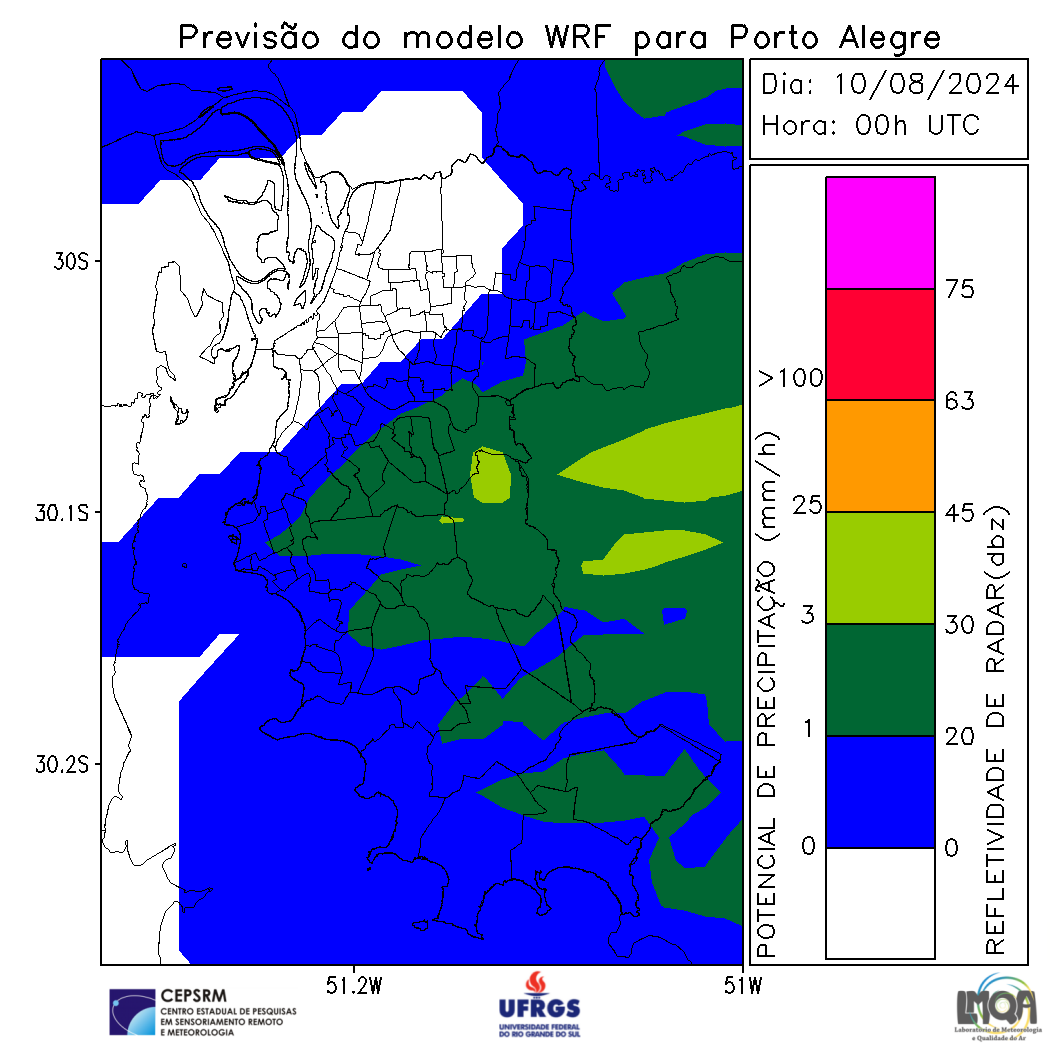 Previsão do modelo WRF para Porto Alegre
Dia: 10/08/2024
Hora: 00h UTC
30S
30.1S
30.2S
51.2W
51W
POTENCIAL DE PRECIPITAÇÃO (mm/h)
>100
25
3
1
0
75
63
45
30
20
0
REFLETIVIDADE DE RADAR(dbz)
CEPSRM
CENTRO ESTADUAL DE PESQUISAS
EM SENSORIAMENTO REMOTO
E METEOROLOGIA
UFRGS
UNIVERSIDADE FEDERAL
DO RIO GRANDE DO SUL
LMQA
Laboratório de Meteorologia
e Qualidade do Ar